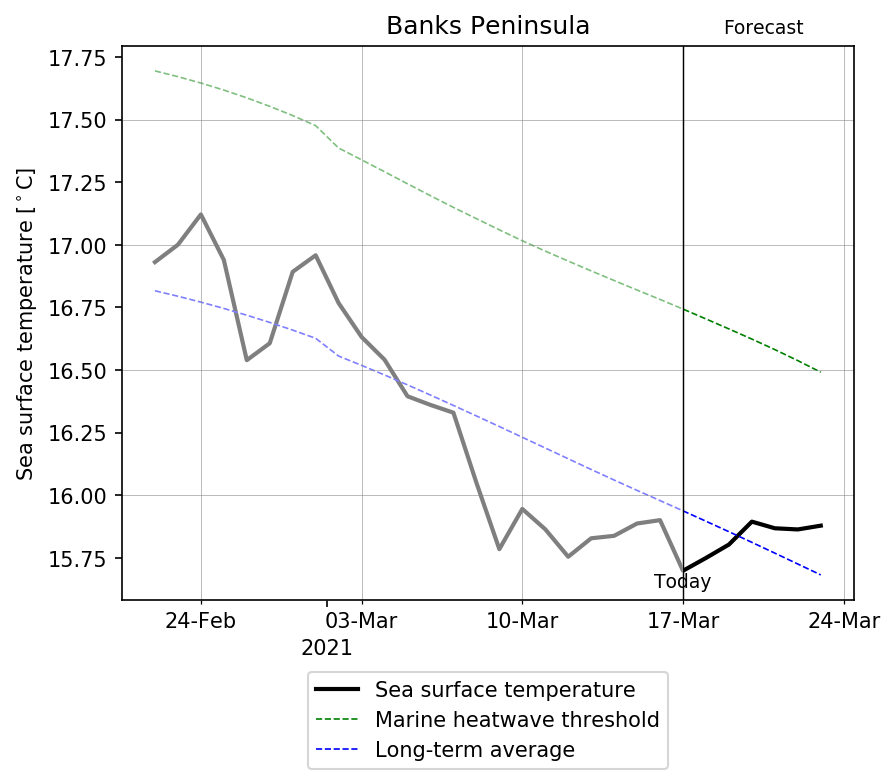 Banks Peninsula
Forecast
Sea surface temperature [°C]
17.75
17.50
17.25
17.00
16.75
16.50
16.25
16.00
15.75
Today
24-Feb
03-Mar
10-Mar
17-Mar
24-Mar
2021
Sea surface temperature
Marine heatwave threshold
Long-term average